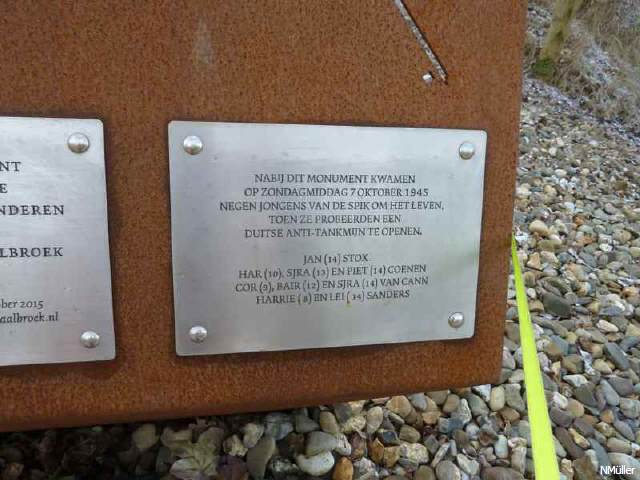 NT
E
NDEREN
ALBROEK
ber 2015
aalbroek.nl
NABIJ DIT MONUMENT KWAMEN
OP ZONDAGMIDDAG 7 OKTOBER 1945
NEGEN JONGENS VAN DE SPIK OM HET LEVEN,
TOEN ZE PROBEERDEN EEN
DUITSE ANTI-TANKMIJN TE OPENEN.
JAN (14) STOX
HAR (10), SJRA (13) EN PIET (14) COENEN
COR (9), BAIR (12) EN SJRA (14) VAN CANN
HARRIE (8) EN LEI (14) SANDERS
NMüller